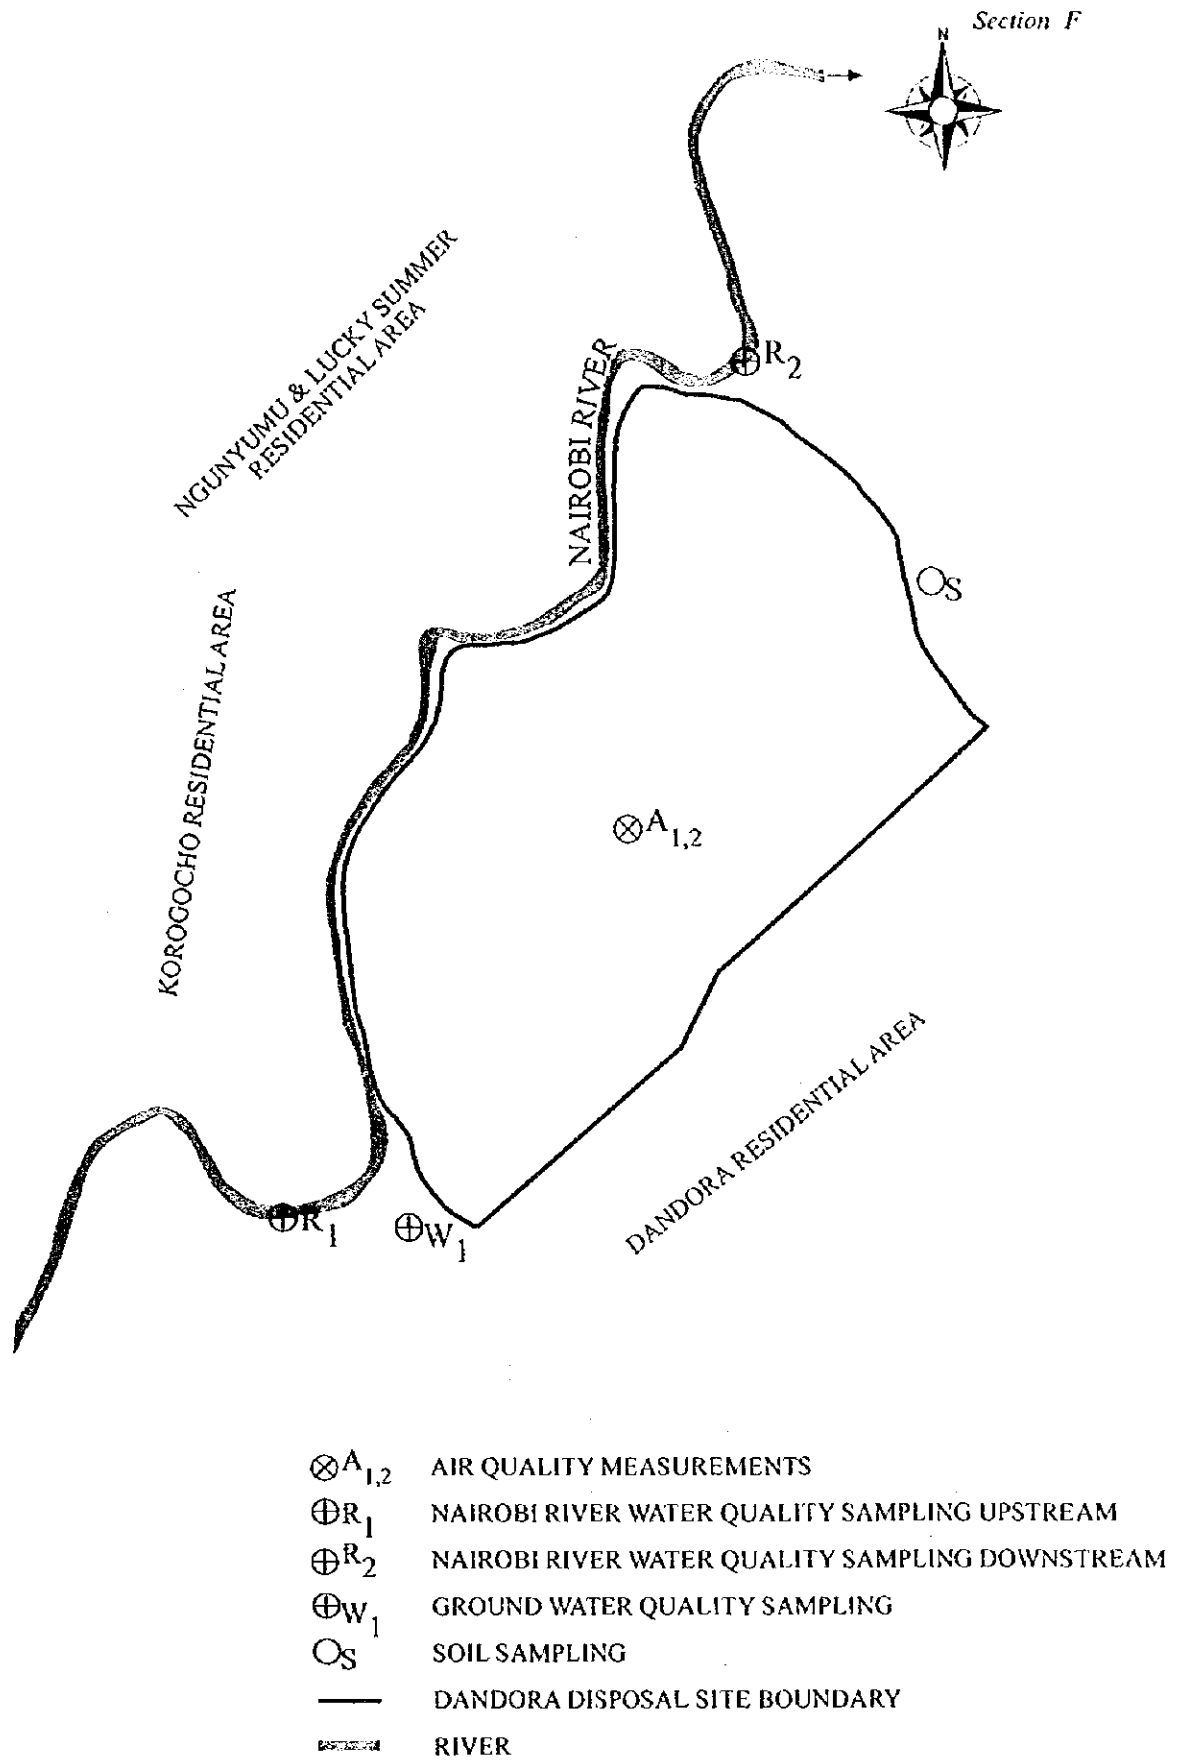 Section F
N
NGUNYUMU & LUCKY SUMMER
RESIDENTIAL AREA
R2
NAIROBI RIVER
S
KOROGOCHO RESIDENTIAL AREA
A1,2
DANDORA RESIDENTIAL AREA
R1
W1
A1,2 AIR QUALITY MEASUREMENTS
R1 NAIROBI RIVER WATER QUALITY SAMPLING UPSTREAM
R2 NAIROBI RIVER WATER QUALITY SAMPLING DOWNSTREAM
W1 GROUND WATER QUALITY SAMPLING
S SOIL SAMPLING
DANDORA DISPOSAL SITE BOUNDARY
RIVER